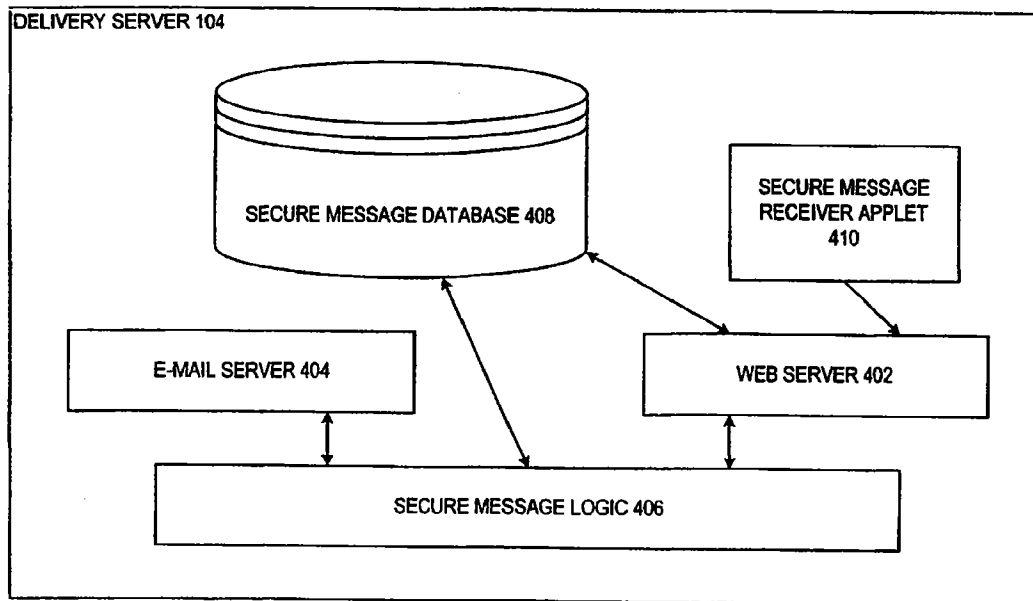 DELIVERY SERVER 104
SECURE MESSAGE DATABASE 408
SECURE MESSAGE
RECEIVER APPLET
410
E-MAIL SERVER 404
WEB SERVER 402
SECURE MESSAGE LOGIC 406